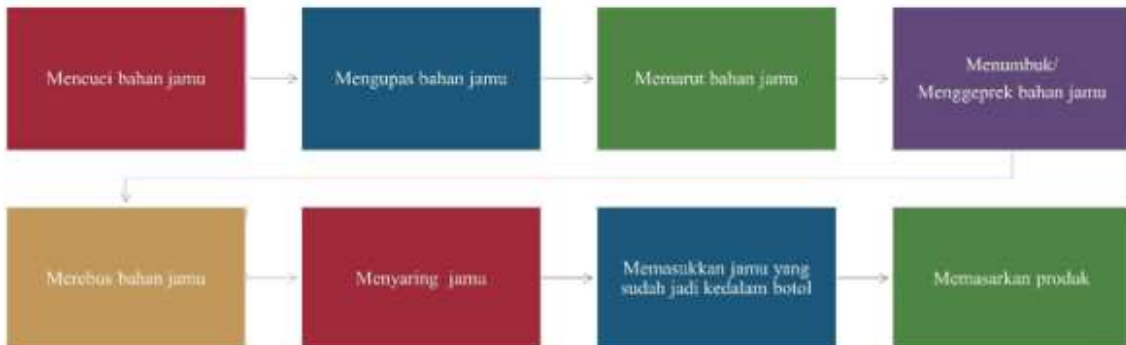 Mencuci bahan jamu
Mengupas bahan jamu
Memarut bahan jamu
Menumbuk/
Menggeprek bahan jamu
Merebus bahan jamu
Menyaring jamu
Memasukkan jamu yang
sudah jadi kedalam botol
Memasarkan produk